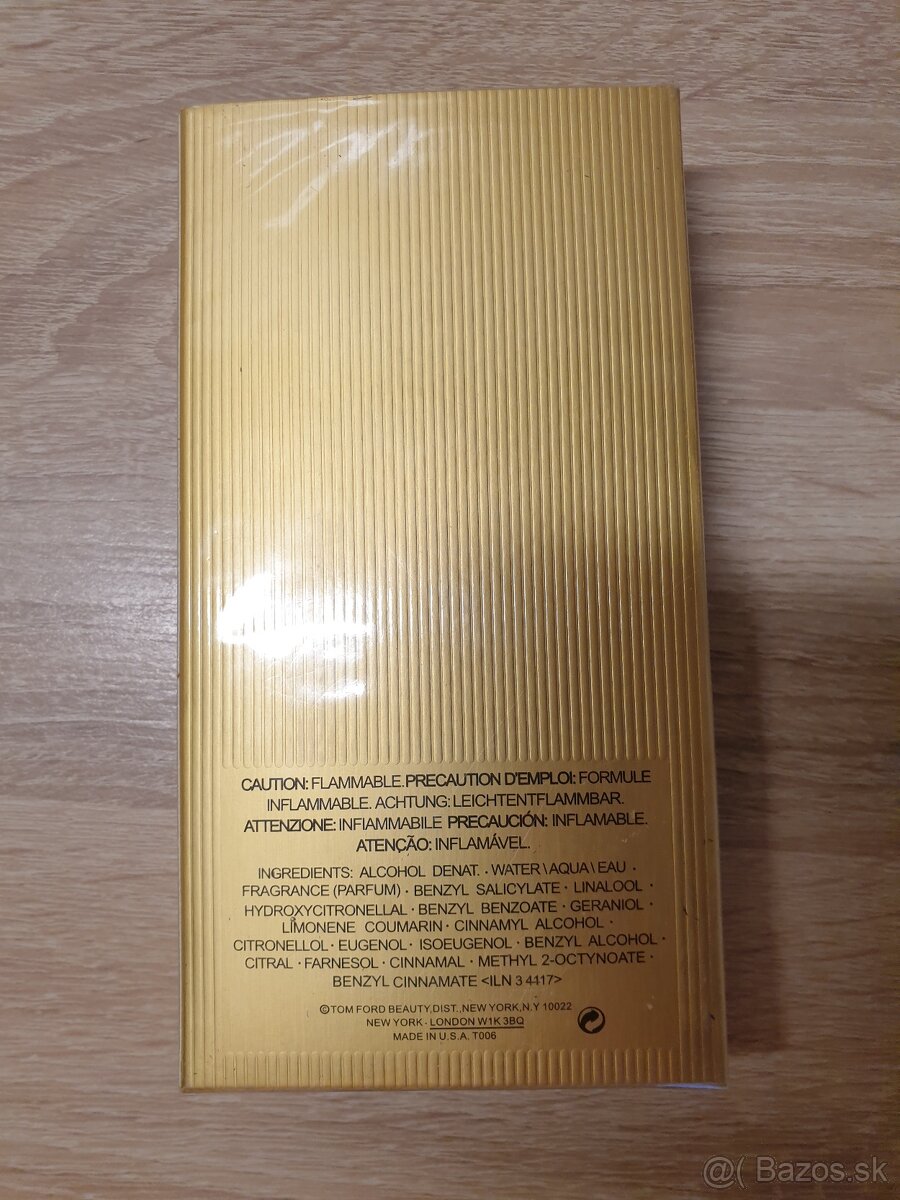 CAUTION: FLAMMABLE.PRECAUTION D'EMPLOI: FORMULE
INFLAMMABLE. ACHTUNG: LEICHTENTFLAMMBAR.
ATTENZIONE: INFIAMMABILE PRECAUCIÓN: INFLAMABLE.
ATENÇÃO: INFLAMÁVEL.
INGREDIENTS: ALCOHOL DENAT. · WATER\AQUA\EAU ·
FRAGRANCE (PARFUM) · BENZYL SALICYLATE · LINALOOL ·
HYDROXYCITRONELLAL · BENZYL BENZOATE · GERANIOL ·
LIMONENE COUMARIN · CINNAMYL ALCOHOL ·
CITRONELLOL · EUGENOL · ISOEUGENOL · BENZYL ALCOHOL ·
CITRAL · FARNESOL · CINNAMAL · METHYL 2-OCTYNOATE ·
BENZYL CINNAMATE <ILN 3 4117>
©TOM FORD BEAUTY,DIST.,NEW YORK,N.Y 10022
NEW YORK · LONDON W1K 3BQ
MADE IN U.S.A. T006
@( Bazos.sk